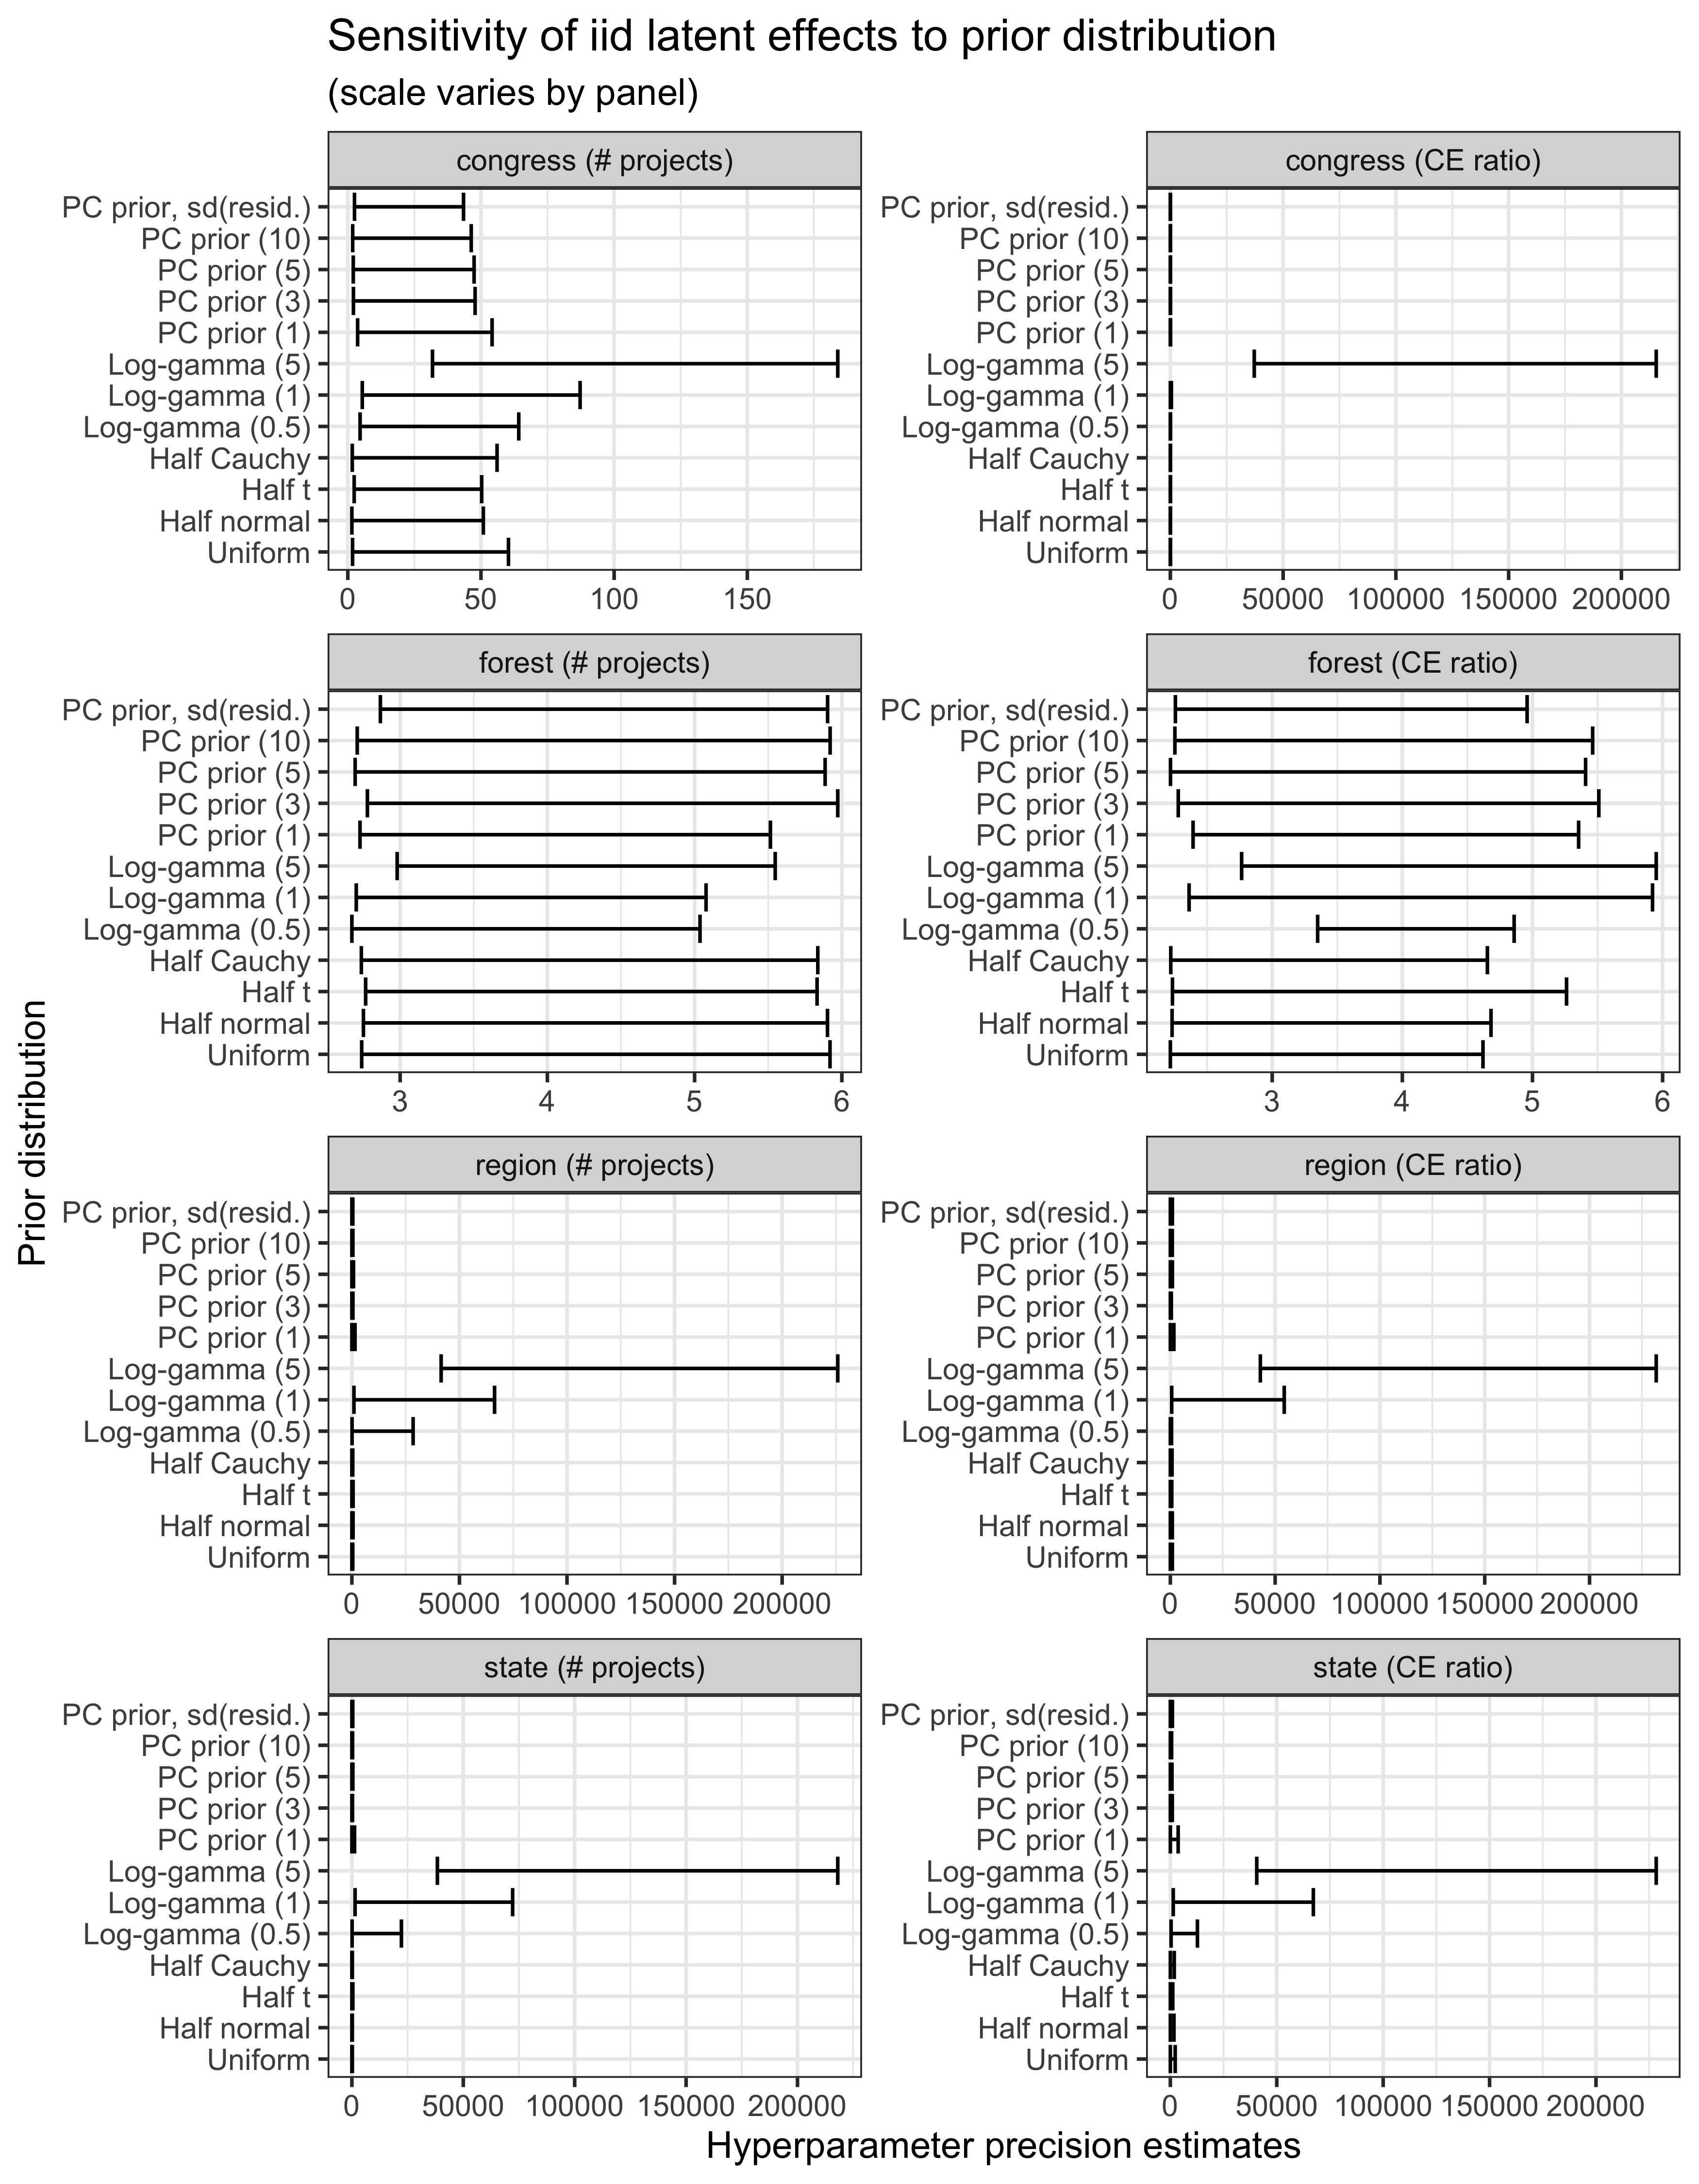 Sensitivity of iid latent effects to prior distribution
(scale varies by panel)
Prior distribution
congress (# projects)
PC prior, sd(resid.)
PC prior (10)
PC prior (5)
PC prior (3)
PC prior (1)
Log-gamma (5)
Log-gamma (1)
Log-gamma (0.5)
Half Cauchy
Half t
Half normal
Uniform
0 50 100 150
congress (CE ratio)
PC prior, sd(resid.)
PC prior (10)
PC prior (5)
PC prior (3)
PC prior (1)
Log-gamma (5)
Log-gamma (1)
Log-gamma (0.5)
Half Cauchy
Half t
Half normal
Uniform
0 50000 100000 150000 200000
forest (# projects)
PC prior, sd(resid.)
PC prior (10)
PC prior (5)
PC prior (3)
PC prior (1)
Log-gamma (5)
Log-gamma (1)
Log-gamma (0.5)
Half Cauchy
Half t
Half normal
Uniform
3 4 5 6
forest (CE ratio)
PC prior, sd(resid.)
PC prior (10)
PC prior (5)
PC prior (3)
PC prior (1)
Log-gamma (5)
Log-gamma (1)
Log-gamma (0.5)
Half Cauchy
Half t
Half normal
Uniform
3 4 5 6
region (# projects)
PC prior, sd(resid.)
PC prior (10)
PC prior (5)
PC prior (3)
PC prior (1)
Log-gamma (5)
Log-gamma (1)
Log-gamma (0.5)
Half Cauchy
Half t
Half normal
Uniform
0 50000 100000 150000 200000
region (CE ratio)
PC prior, sd(resid.)
PC prior (10)
PC prior (5)
PC prior (3)
PC prior (1)
Log-gamma (5)
Log-gamma (1)
Log-gamma (0.5)
Half Cauchy
Half t
Half normal
Uniform
0 50000 100000 150000 200000
state (# projects)
PC prior, sd(resid.)
PC prior (10)
PC prior (5)
PC prior (3)
PC prior (1)
Log-gamma (5)
Log-gamma (1)
Log-gamma (0.5)
Half Cauchy
Half t
Half normal
Uniform
0 50000 100000 150000 200000
state (CE ratio)
PC prior, sd(resid.)
PC prior (10)
PC prior (5)
PC prior (3)
PC prior (1)
Log-gamma (5)
Log-gamma (1)
Log-gamma (0.5)
Half Cauchy
Half t
Half normal
Uniform
0 50000 100000 150000 200000
Hyperparameter precision estimates